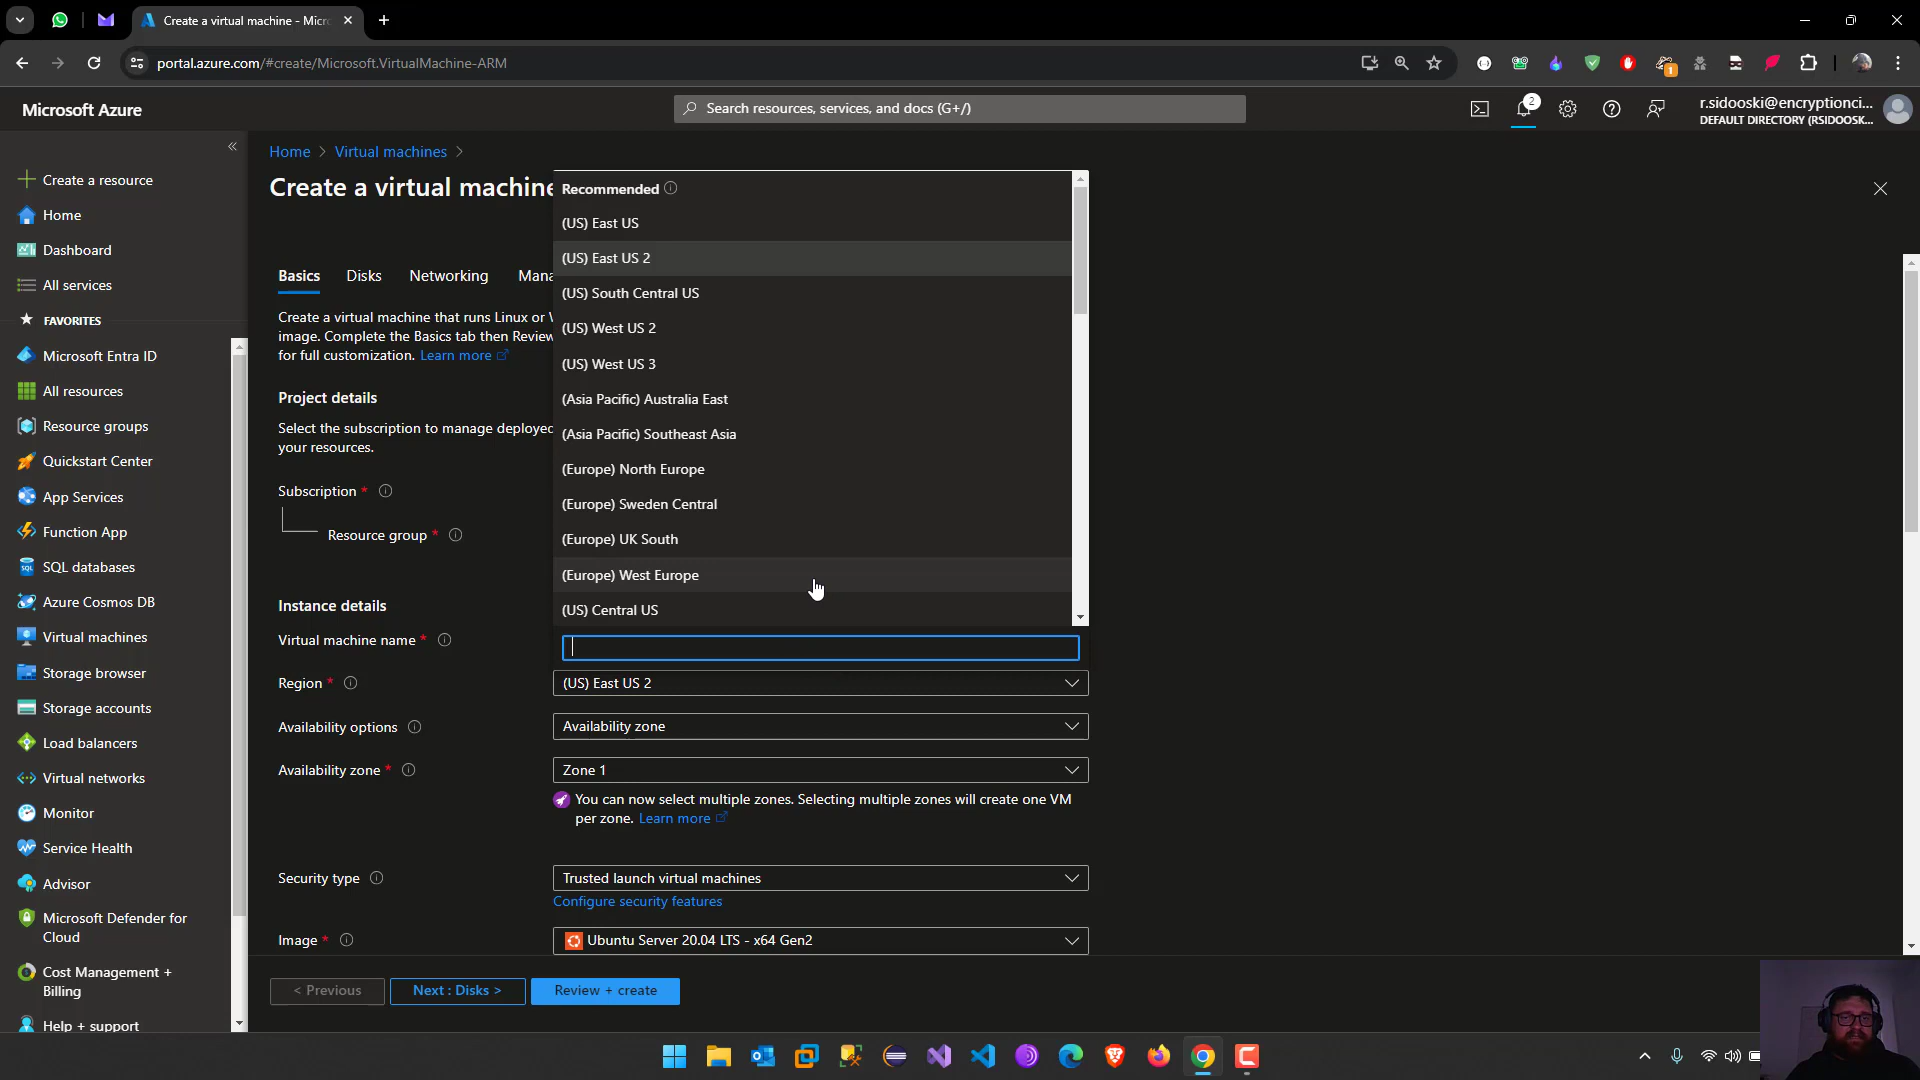 Create a virtual machine - Micr
portal.azure.com/#create/Microsoft.VirtualMachine-ARM
1
Microsoft Azure
Search resources, services, and docs (G+/)
2
r.sidooski@encryptionci...
DEFAULT DIRECTORY (RSIDOOSK...
Create a resource
Home
Dashboard
All services
FAVORITES
Microsoft Entra ID
All resources
Resource groups
Quickstart Center
App Services
Function App
SQL databases
Azure Cosmos DB
Virtual machines
Storage browser
Storage accounts
Load balancers
Virtual networks
Monitor
Service Health
Advisor
Microsoft Defender for
Cloud
Cost Management +
Billing
Help + support
Home > Virtual machines >
Create a virtual machine
Basics Disks Networking Mana
Create a virtual machine that runs Linux or W
image. Complete the Basics tab then Review
for full customization. Learn more
Project details
Select the subscription to manage deployed
your resources.
Subscription *
Resource group *
Instance details
Virtual machine name *
Recommended
(US) East US
(US) East US 2
(US) South Central US
(US) West US 2
(US) West US 3
(Asia Pacific) Australia East
(Asia Pacific) Southeast Asia
(Europe) North Europe
(Europe) Sweden Central
(Europe) UK South
(Europe) West Europe
(US) Central US
Region * (US) East US 2
Availability options Availability zone
Availability zone * Zone 1
You can now select multiple zones. Selecting multiple zones will create one VM
per zone. Learn more
Security type Trusted launch virtual machines
Configure security features
Image * Ubuntu Server 20.04 LTS - x64 Gen2
< Previous Next : Disks > Review + create